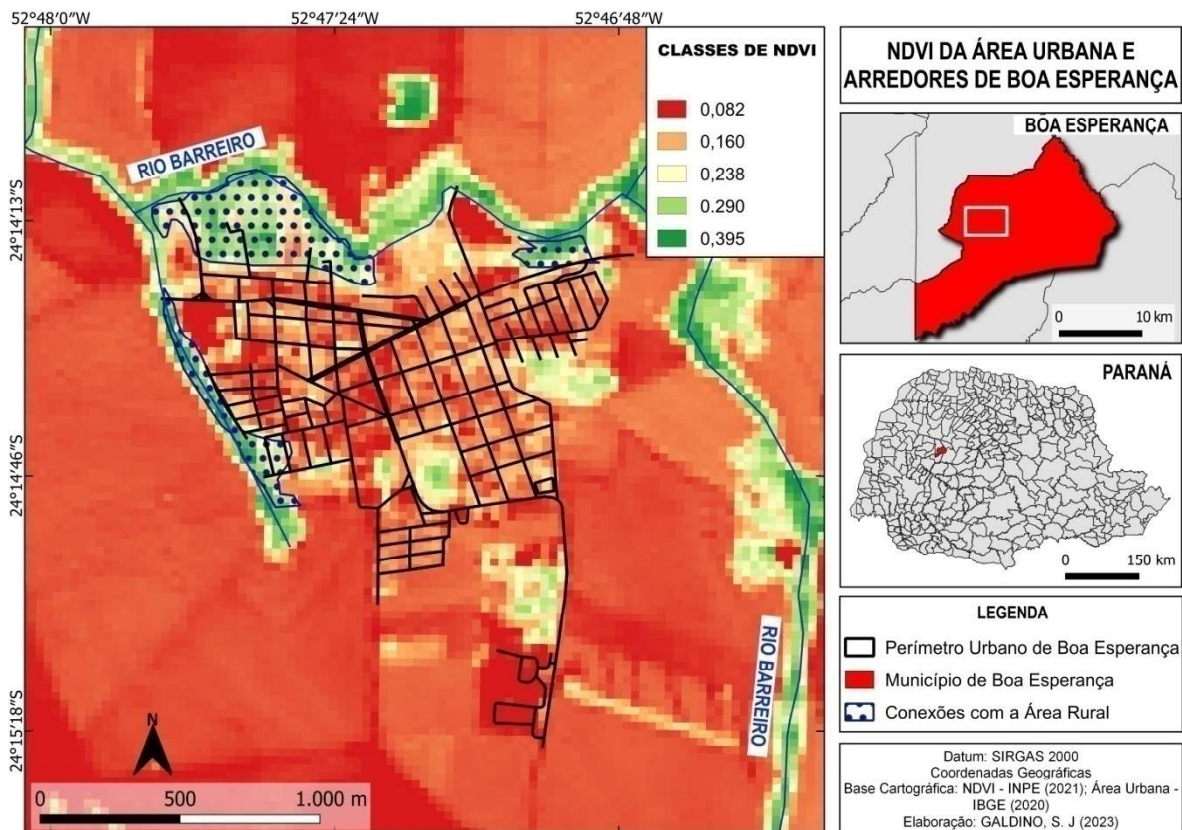 52°48'0"W
52°47'24"W
52°46'48"W
24°14'13"S
24°14'46"S
24°15'18"S
RIO BARREIRO
RIO BARREIRO
CLASSES DE NDVI
0,082
0,160
0,238
0.290
0,395
N
0 500 1.000 m
NDVI DA ÁREA URBANA E
ARREDORES DE BOA ESPERANÇA
BOA ESPERANÇA
0 10 km
PARANÁ
0 150 km
LEGENDA
Perímetro Urbano de Boa Esperança
Município de Boa Esperança
Conexões com a Área Rural
Datum: SIRGAS 2000
Coordenadas Geográficas
Base Cartográfica: NDVI - INPE (2021); Área Urbana -
IBGE (2020)
Elaboração: GALDINO, S. J (2023)